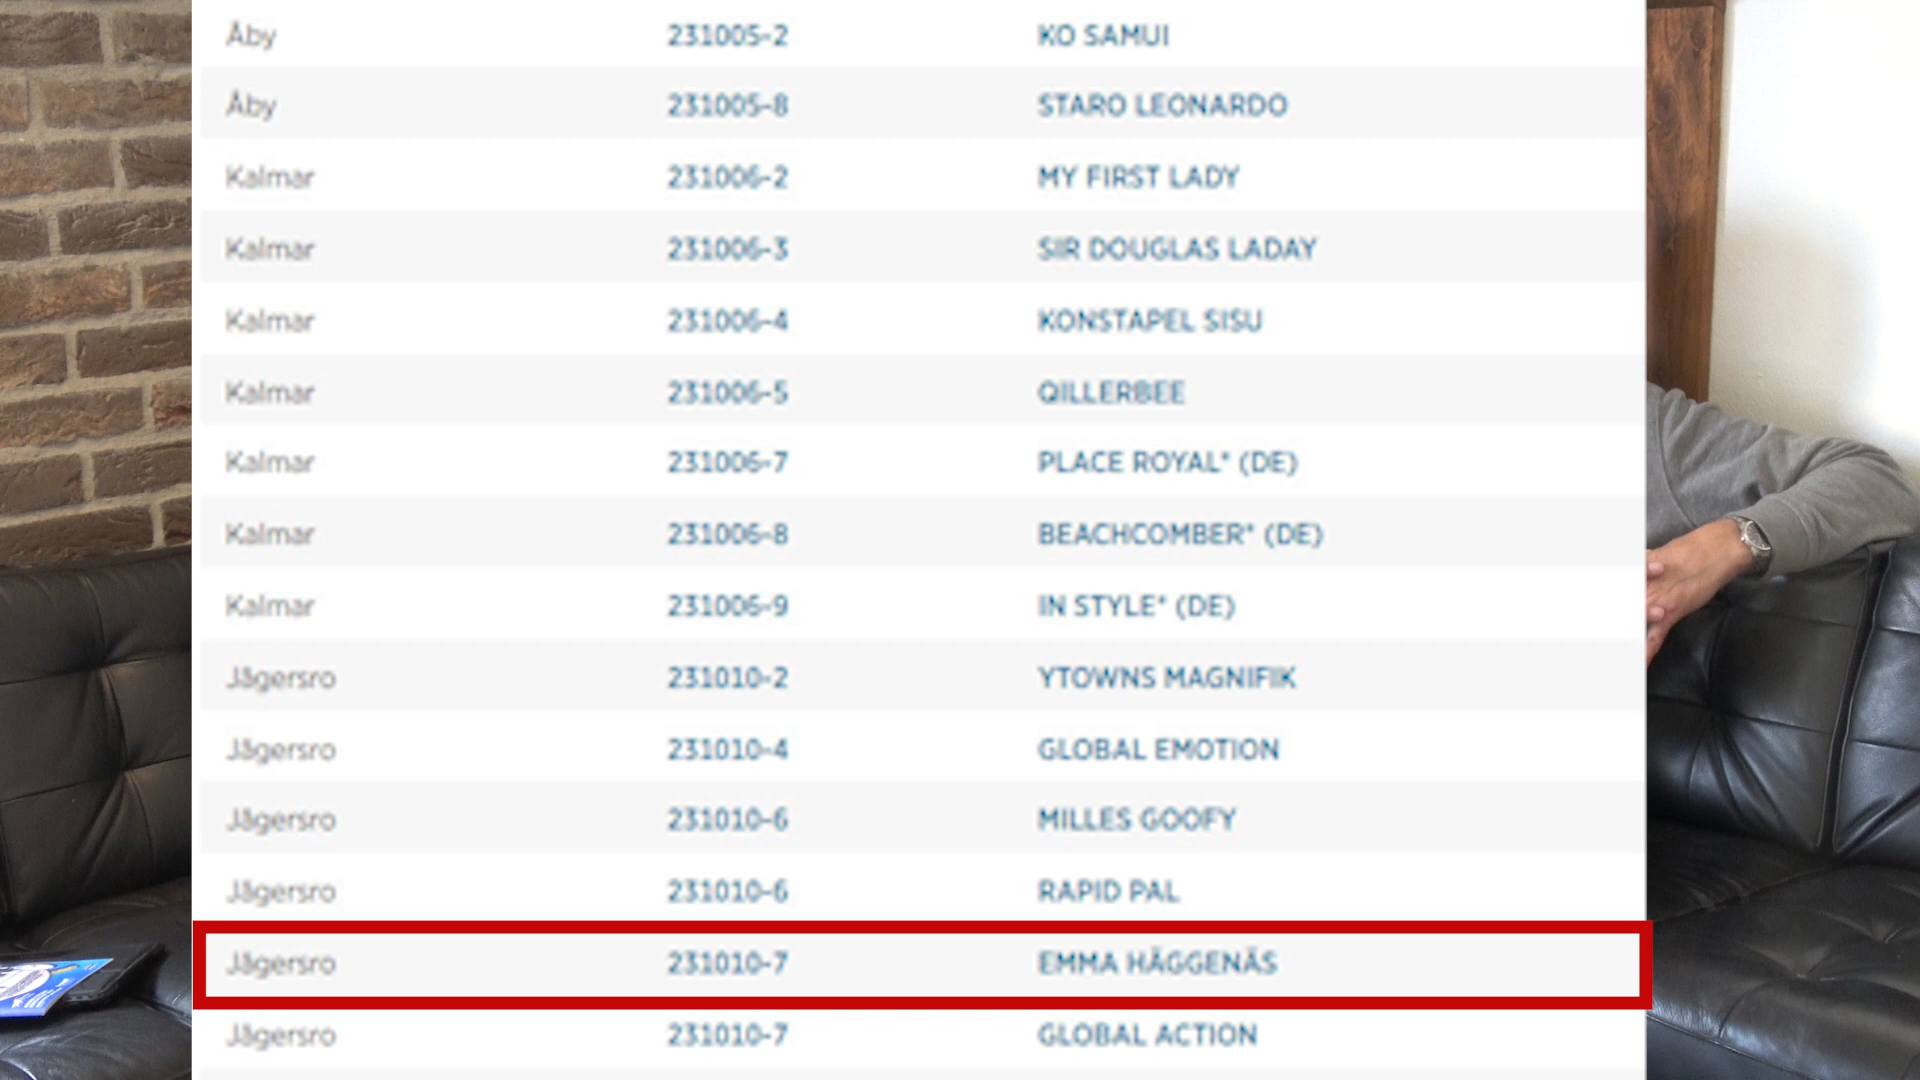 Åby 231005-2 KO SAMUI
Åby 231005-8 STARO LEONARDO
Kalmar 231006-2 MY FIRST LADY
Kalmar 231006-3 SIR DOUGLAS LADAY
Kalmar 231006-4 KONSTAPEL SISU
Kalmar 231006-5 QILLERBEE
Kalmar 231006-7 PLACE ROYAL* (DE)
Kalmar 231006-8 BEACHCOMBER* (DE)
Kalmar 231006-9 IN STYLE* (DE)
Jägersro 231010-2 YTOWNS MAGNIFIK
Jägersro 231010-4 GLOBAL EMOTION
Jägersro 231010-6 MILLES GOOFY
Jägersro 231010-6 RAPID PAL
Jägersro 231010-7 EMMA HÄGGENÄS
Jägersro 231010-7 GLOBAL ACTION